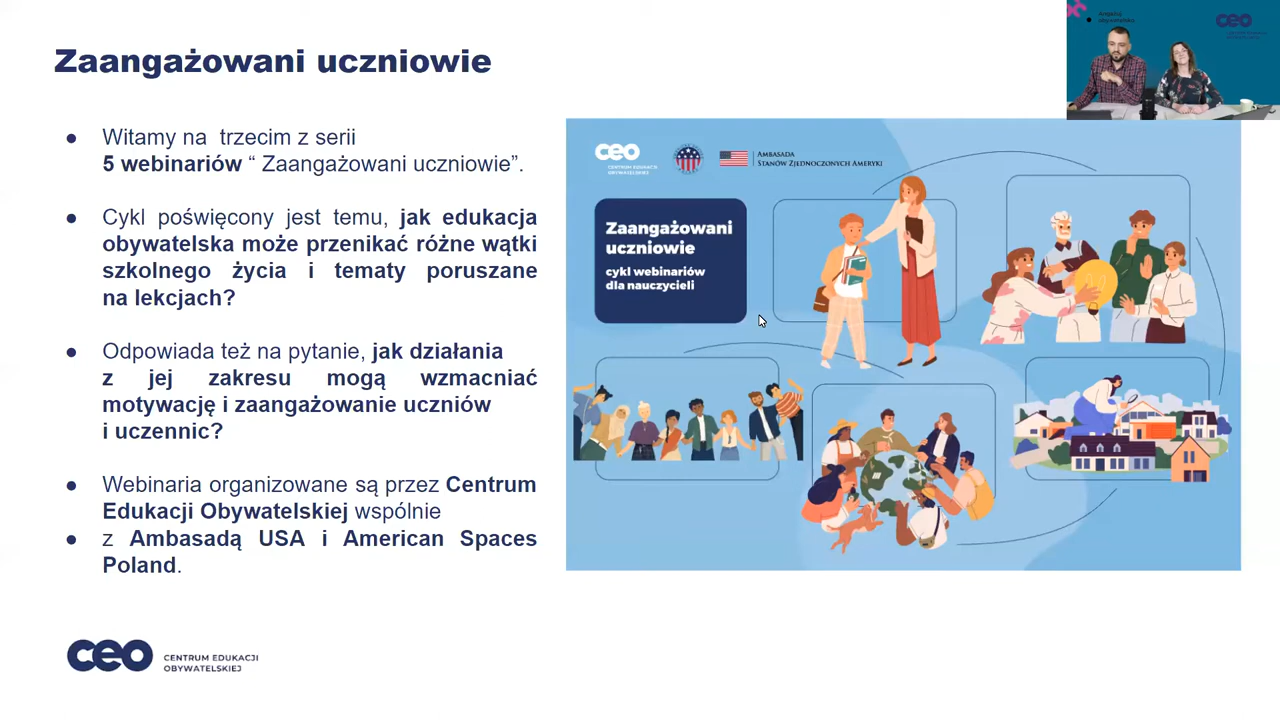 Zaangażowani uczniowie
● Witamy na trzecim z serii
5 webinariów “ Zaangażowani uczniowie”.
● Cykl poświęcony jest temu, jak edukacja
obywatelska może przenikać różne wątki
szkolnego życia i tematy poruszane
na lekcjach?
● Odpowiada też na pytanie, jak działania
z jej zakresu mogą wzmacniać
motywację i zaangażowanie uczniów
i uczennic?
● Webinaria organizowane są przez Centrum
Edukacji Obywatelskiej wspólnie
● z Ambasadą USA i American Spaces
Poland.
ceo
CENTRUM EDUKACJI
OBYWATELSKIEJ
AMBASADA
STANÓW ZJEDNOCZONYCH AMERYKI
Zaangażowani
uczniowie
cykl webinariów
dla nauczycieli
ceo
ceo
CENTRUM EDUKACJI
OBYWATELSKIEJ